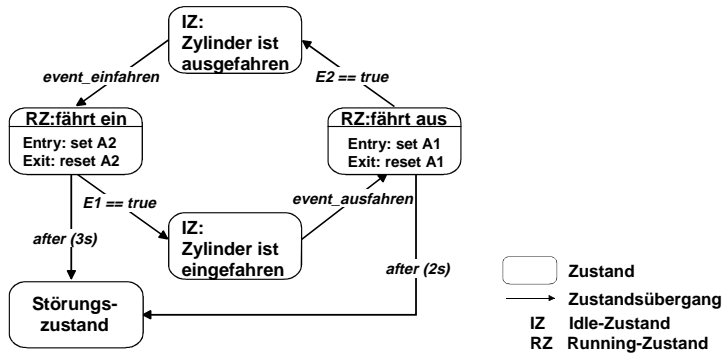 IZ:
Zylinder ist
ausgefahren
event_einfahren
E2 == true
RZ:fährt ein
Entry: set A2
Exit: reset A2
RZ:fährt aus
Entry: set A1
Exit: reset A1
E1 == true
event_ausfahren
IZ:
Zylinder ist
eingefahren
after (3s)
after (2s)
Störungs-
zustand
Zustand
Zustandsübergang
IZ Idle-Zustand
RZ Running-Zustand